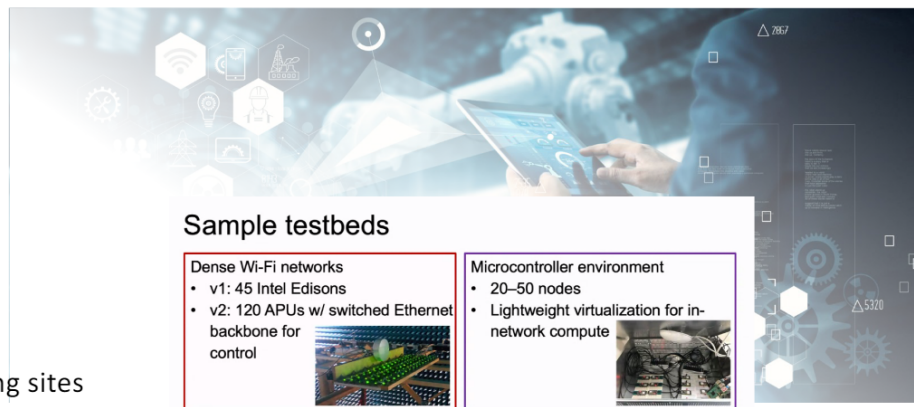 2867
5320
Sample testbeds
Dense Wi-Fi networks
• v1: 45 Intel Edisons
• v2: 120 APUs w/ switched Ethernet
backbone for
control
Microcontroller environment
• 20–50 nodes
• Lightweight virtualization for in-
network compute
ng sites